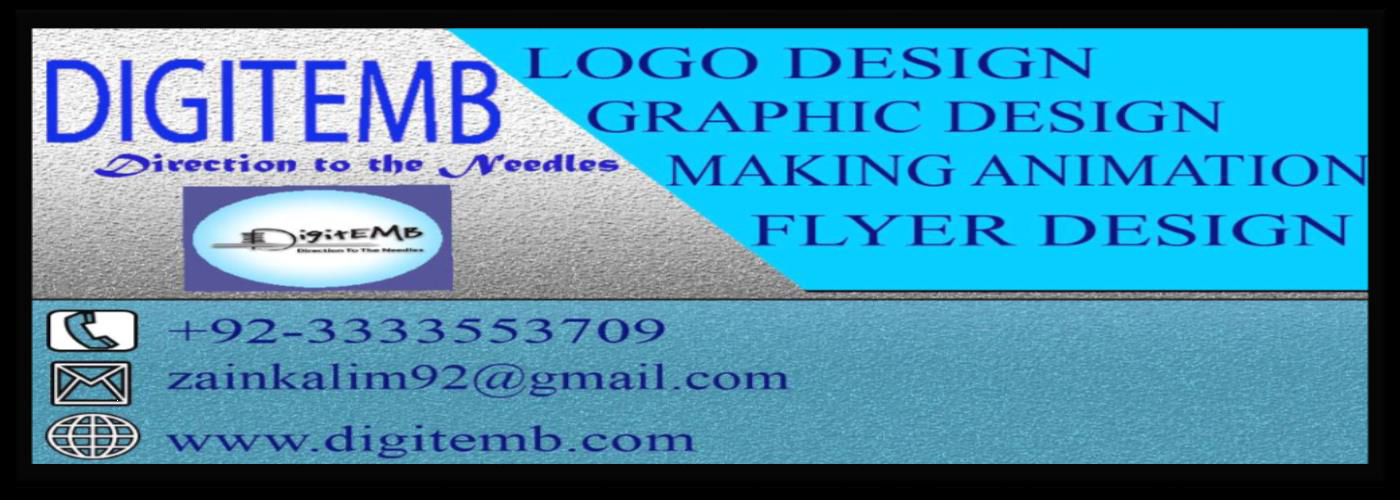 DIGITEMB
Direction to the Needles
DigitEMB
Direction To The Needles
LOGO DESIGN
GRAPHIC DESIGN
MAKING ANIMATION
FLYER DESIGN
+92-3333553709
zainkalim92@gmail.com
www.digitemb.com